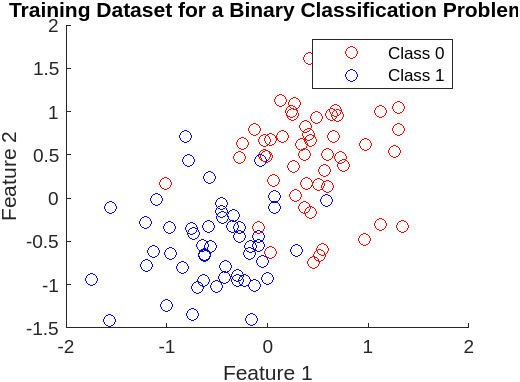 Training Dataset for a Binary Classification Problem
2
1.5
1
0.5
0
-0.5
-1
-1.5
-2
-1
0
1
2
Feature 1
Feature 2
Class 0
Class 1